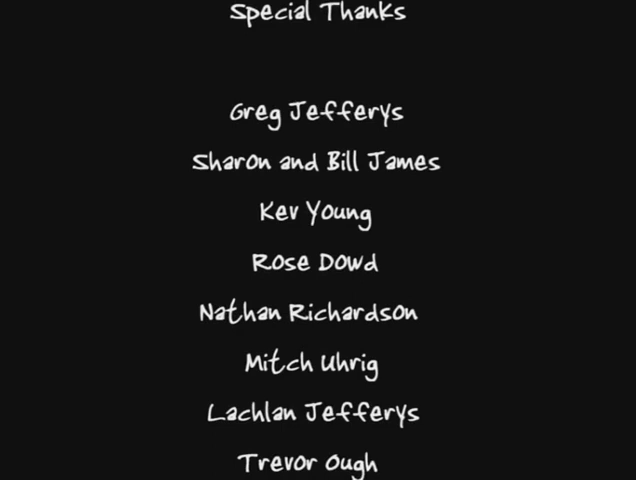 Special Thanks
Greg Jefferys
Sharon and Bill James
Kev Young
Rose Dowd
Nathan Richardson
Mitch Uhrig
Lachlan Jefferys
Trevor Ough